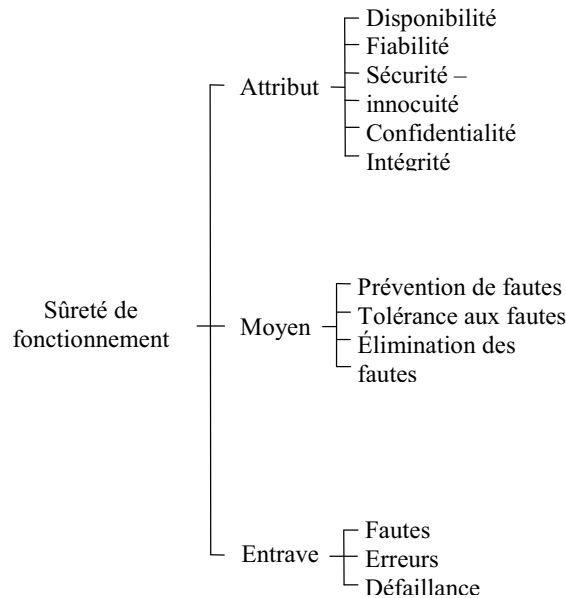 Disponibilité
Fiabilité
Sécurité –
innocuité
Confidentialité
Intégrité
Attribut
Sûreté de
fonctionnement
Moyen
Prévention de fautes
Tolérance aux fautes
Élimination des
fautes
Entrave
Fautes
Erreurs
Défaillance